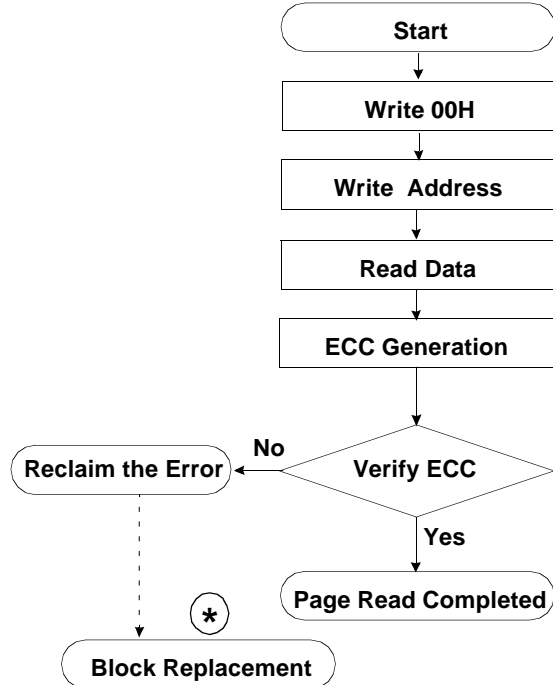 Start
Write 00H
Write Address
Read Data
ECC Generation
No
Reclaim the Error
Verify ECC
Yes
Page Read Completed
*
Block Replacement